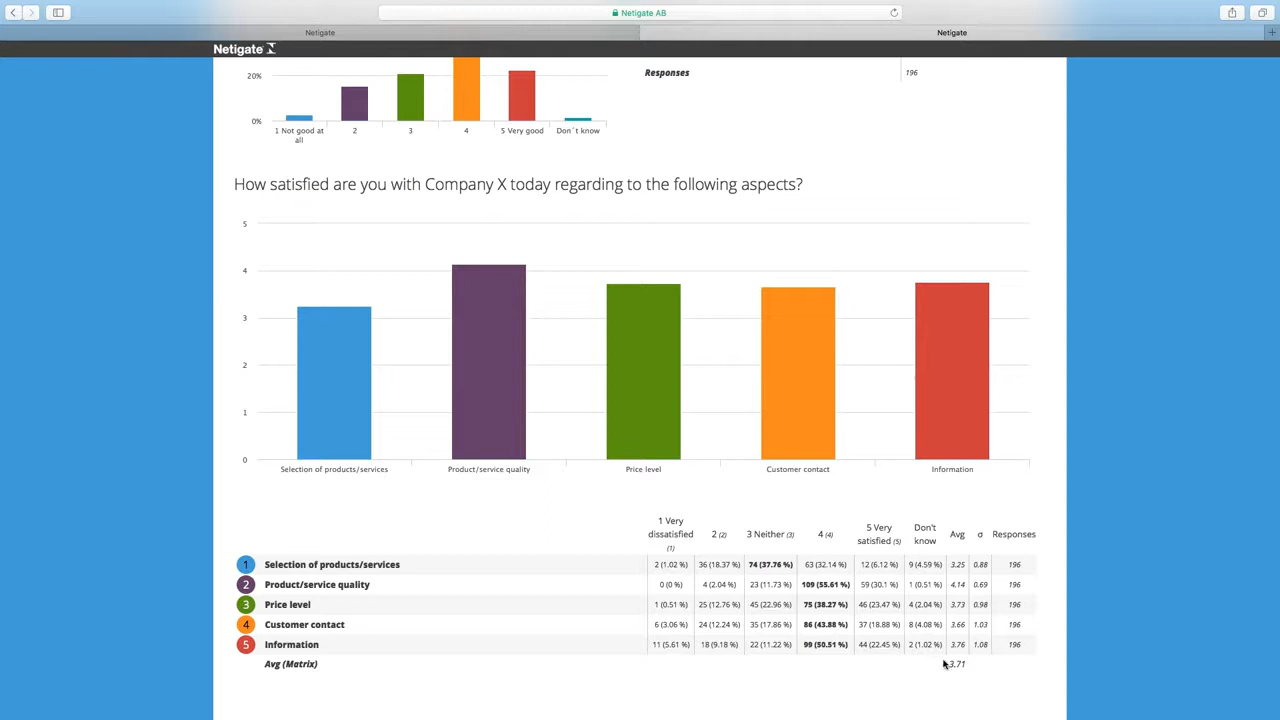 Netigate AB
Netigate
Netigate
Netigate
20%
0%
1 Not good at all
2
3
4
5 Very good
Don´t know
Responses 196
How satisfied are you with Company X today regarding to the following aspects?
5
4
3
2
1
0
Selection of products/services
Product/service quality
Price level
Customer contact
Information
1 Very dissatisfied (1) 2 (2) 3 Neither (3) 4 (4) 5 Very satisfied (5) Don't know Avg σ Responses
1 Selection of products/services 2 (1.02 %) 36 (18.37 %) 74 (37.76 %) 63 (32.14 %) 12 (6.12 %) 9 (4.59 %) 3.25 0.88 196
2 Product/service quality 0 (0 %) 4 (2.04 %) 23 (11.73 %) 109 (55.61 %) 59 (30.1 %) 1 (0.51 %) 4.14 0.69 196
3 Price level 1 (0.51 %) 25 (12.76 %) 45 (22.96 %) 75 (38.27 %) 46 (23.47 %) 4 (2.04 %) 3.73 0.98 196
4 Customer contact 6 (3.06 %) 24 (12.24 %) 35 (17.86 %) 86 (43.88 %) 37 (18.88 %) 8 (4.08 %) 3.66 1.03 196
5 Information 11 (5.61 %) 18 (9.18 %) 22 (11.22 %) 99 (50.51 %) 44 (22.45 %) 2 (1.02 %) 3.76 1.08 196
Avg (Matrix) 3.71